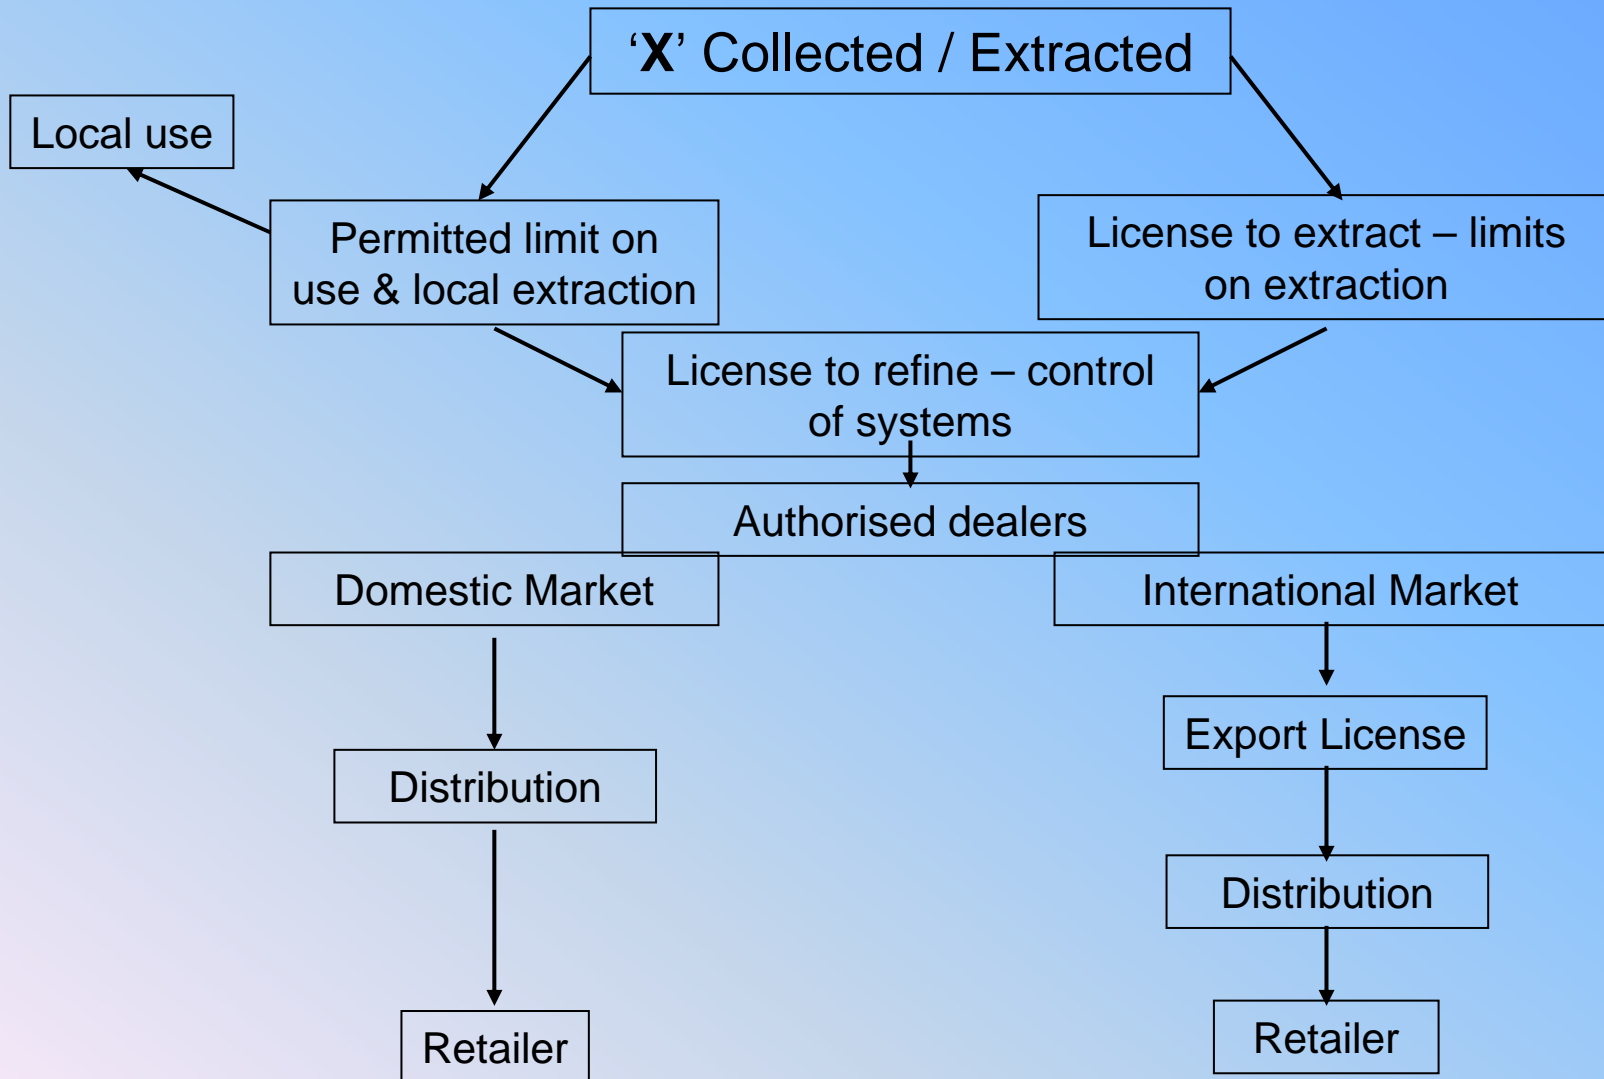 ‘X’ Collected / Extracted
Local use
Permitted limit on
use & local extraction
License to extract – limits
on extraction
License to refine – control
of systems
Authorised dealers
Domestic Market
International Market
Export License
Distribution
Distribution
Retailer
Retailer